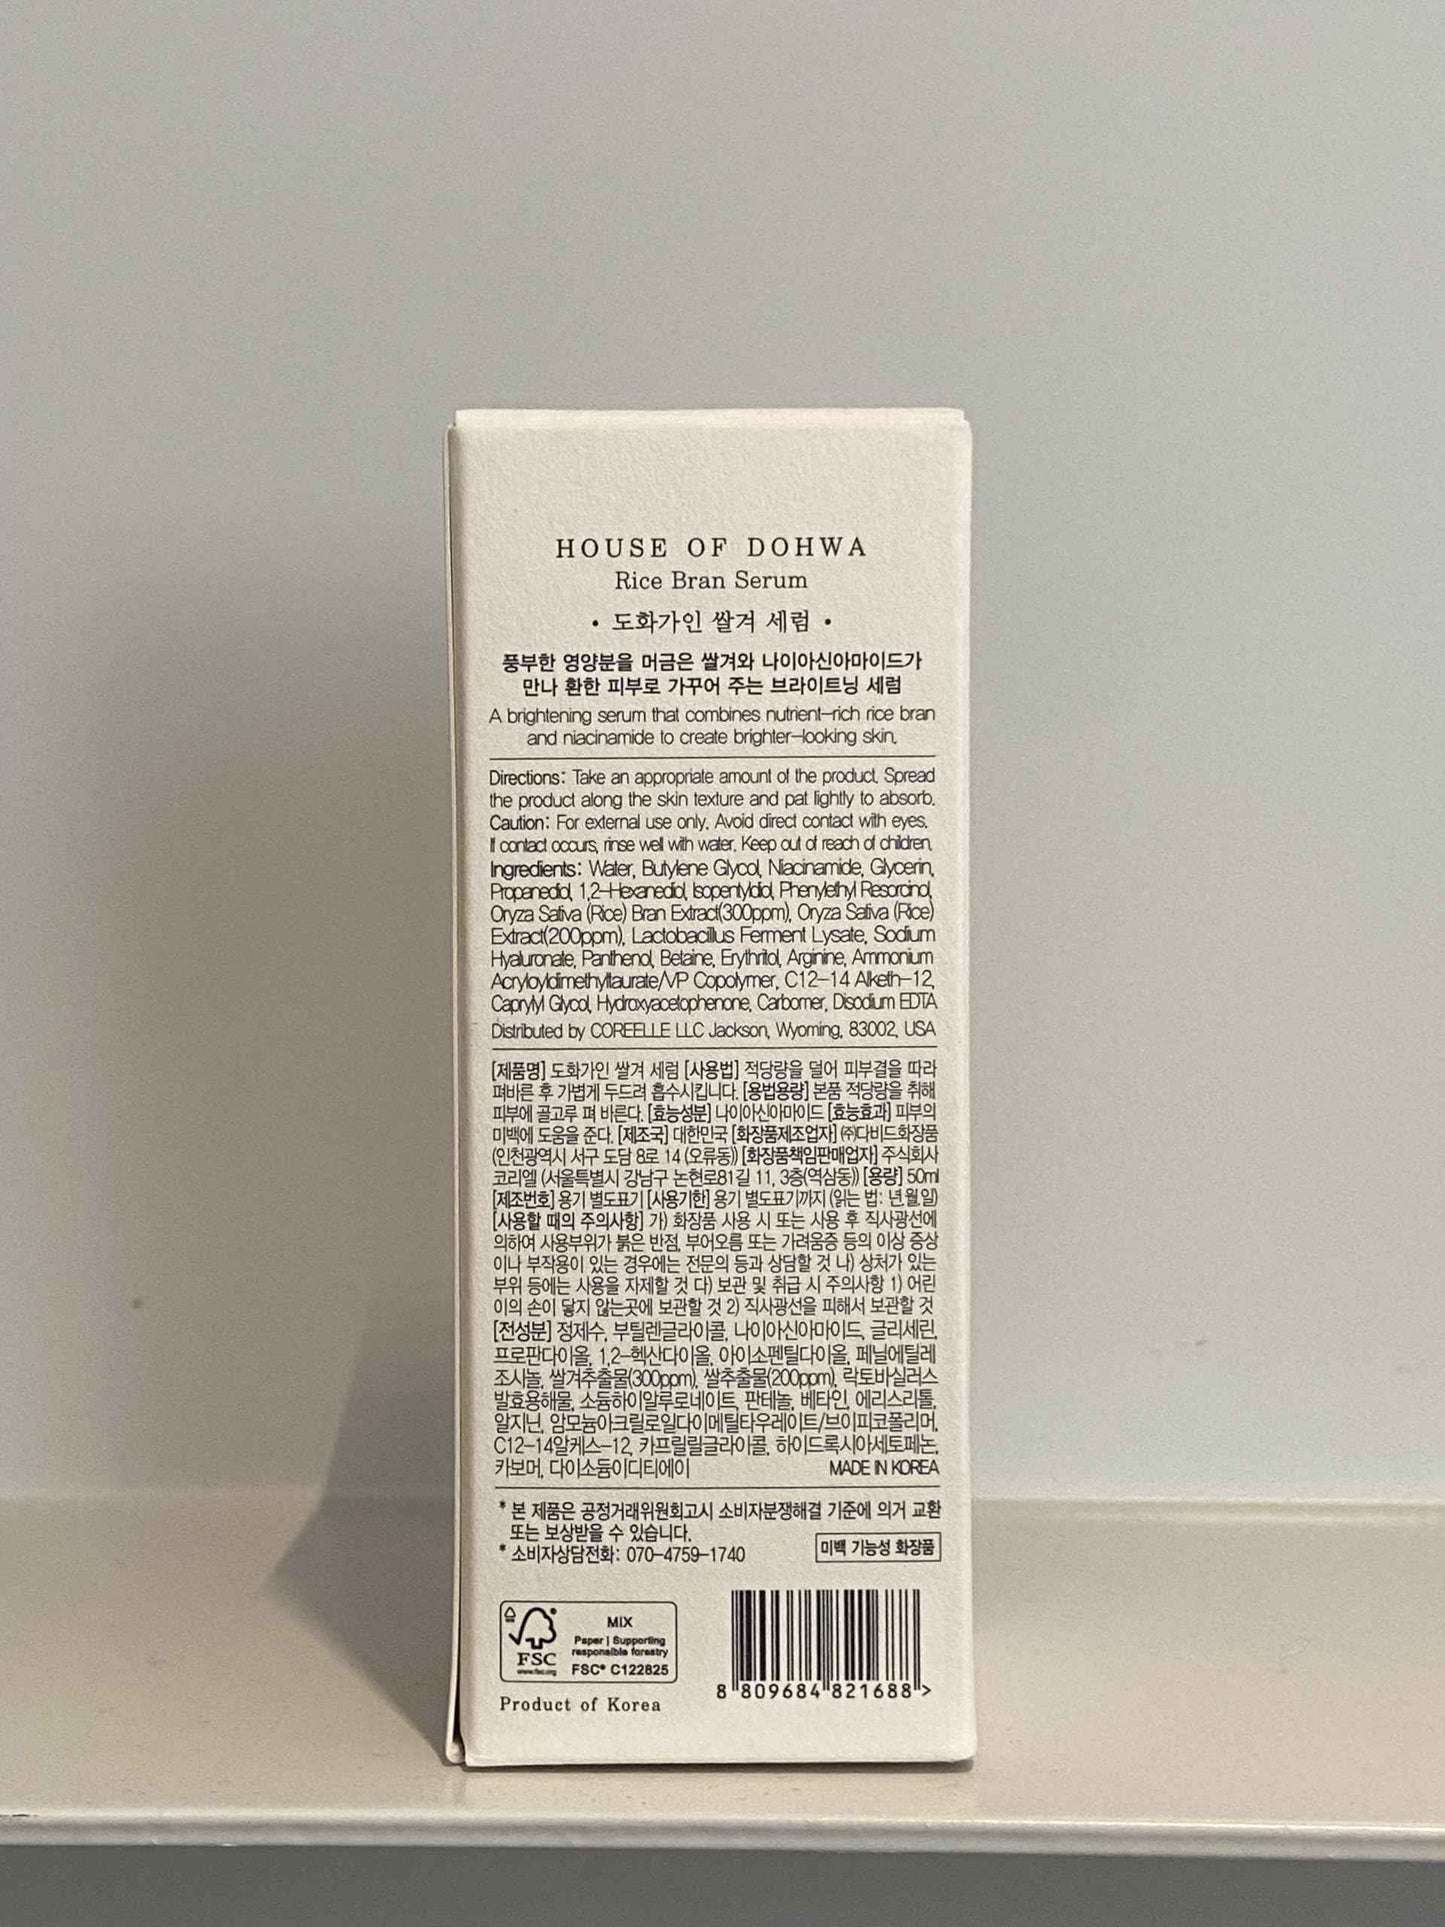 HOUSE OF DOHWA
Rice Bran Serum
• 도화가인 쌀겨 세럼 •
풍부한 영양분을 머금은 쌀겨와 나이아신아마이드가
만나 환한 피부로 가꾸어 주는 브라이트닝 세럼
A brightening serum that combines nutrient-rich rice bran
and niacinamide to create brighter-looking skin.
Directions: Take an appropriate amount of the product. Spread
the product along the skin texture and pat lightly to absorb.
Caution: For external use only. Avoid direct contact with eyes.
If contact occurs, rinse well with water. Keep out of reach of children.
Ingredients: Water, Butylene Glycol, Niacinamide, Glycerin,
Propanediol, 1,2-Hexanediol, Isopentyldiol, Phenylethyl Resorcinol,
Oryza Sativa (Rice) Bran Extract(300ppm), Oryza Sativa (Rice)
Extract(200ppm), Lactobacillus Ferment Lysate, Sodium
Hyaluronate, Panthenol, Betaine, Erythritol, Arginine, Ammonium
Acryloyldimethyltaurate/VP Copolymer, C12-14 Alketh-12,
Caprylyl Glycol, Hydroxyacetophenone, Carbomer, Disodium EDTA
Distributed by COREELLE LLC Jackson, Wyoming, 83002, USA
[제품명] 도화가인 쌀겨 세럼 [사용법] 적당량을 덜어 피부결을 따라
펴바른 후 가볍게 두드려 흡수시킵니다. [용법용량] 본품 적당량을 취해
피부에 골고루 펴 바른다. [효능성분] 나이아신아마이드 [효능효과] 피부의
미백에 도움을 준다. [제조국] 대한민국 [화장품제조업자] ㈜다비드화장품
(인천광역시 서구 도담 8로 14 (오류동)) [화장품책임판매업자] 주식회사
코리엘 (서울특별시 강남구 논현로81길 11, 3층(역삼동)) [용량] 50ml
[제조번호] 용기 별도표기 [사용기한] 용기 별도표기까지 (읽는 법: 년.월.일)
[사용할 때의 주의사항] 가) 화장품 사용 시 또는 사용 후 직사광선에
의하여 사용부위가 붉은 반점, 부어오름 또는 가려움증 등의 이상 증상
이나 부작용이 있는 경우에는 전문의 등과 상담할 것 나) 상처가 있는
부위 등에는 사용을 자제할 것 다) 보관 및 취급 시 주의사항 1) 어린
이의 손이 닿지 않는곳에 보관할 것 2) 직사광선을 피해서 보관할 것
[전성분] 정제수, 부틸렌글라이콜, 나이아신아마이드, 글리세린,
프로판다이올, 1,2-헥산다이올, 아이소펜틸다이올, 페닐에틸레
조시놀, 쌀겨추출물(300ppm), 쌀추출물(200ppm), 락토바실러스
발효용해물, 소듐하이알루로네이트, 판테놀, 베타인, 에리스리톨,
알지닌, 암모늄아크릴로일다이메틸타우레이트/브이피코폴리머,
C12-14알케스-12, 카프릴릴글라이콜, 하이드록시아세토페논,
카보머, 다이소듐이디티에이 MADE IN KOREA
* 본 제품은 공정거래위원회고시 소비자분쟁해결 기준에 의거 교환
또는 보상받을 수 있습니다.
* 소비자상담전화: 070-4759-1740
미백 기능성 화장품
MIX
Paper | Supporting
responsible forestry
FSC® C122825
FSC
www.fsc.org
8 809684 821688 >
Product of Korea